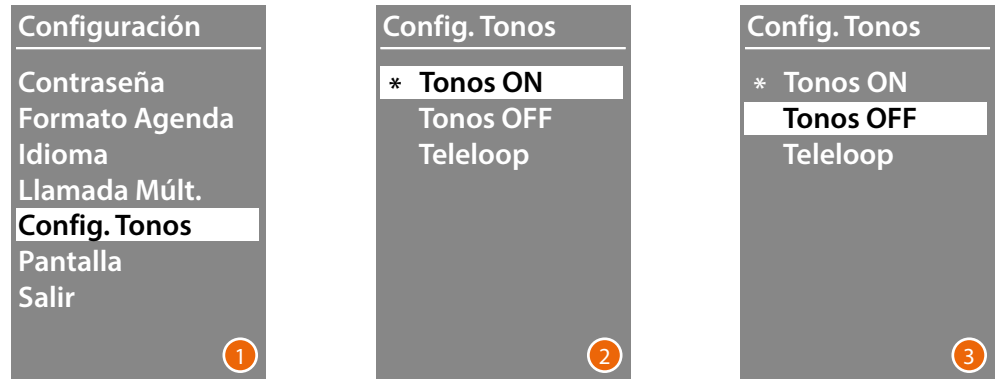 Configuración
Contraseña
Formato Agenda
Idioma
Llamada Múlt.
Config. Tonos
Pantalla
Salir
1
Config. Tonos
* Tonos ON
Tonos OFF
Teleloop
2
Config. Tonos
* Tonos ON
Tonos OFF
Teleloop
3